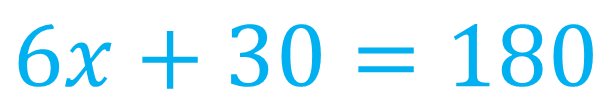 6x + 30 = 180